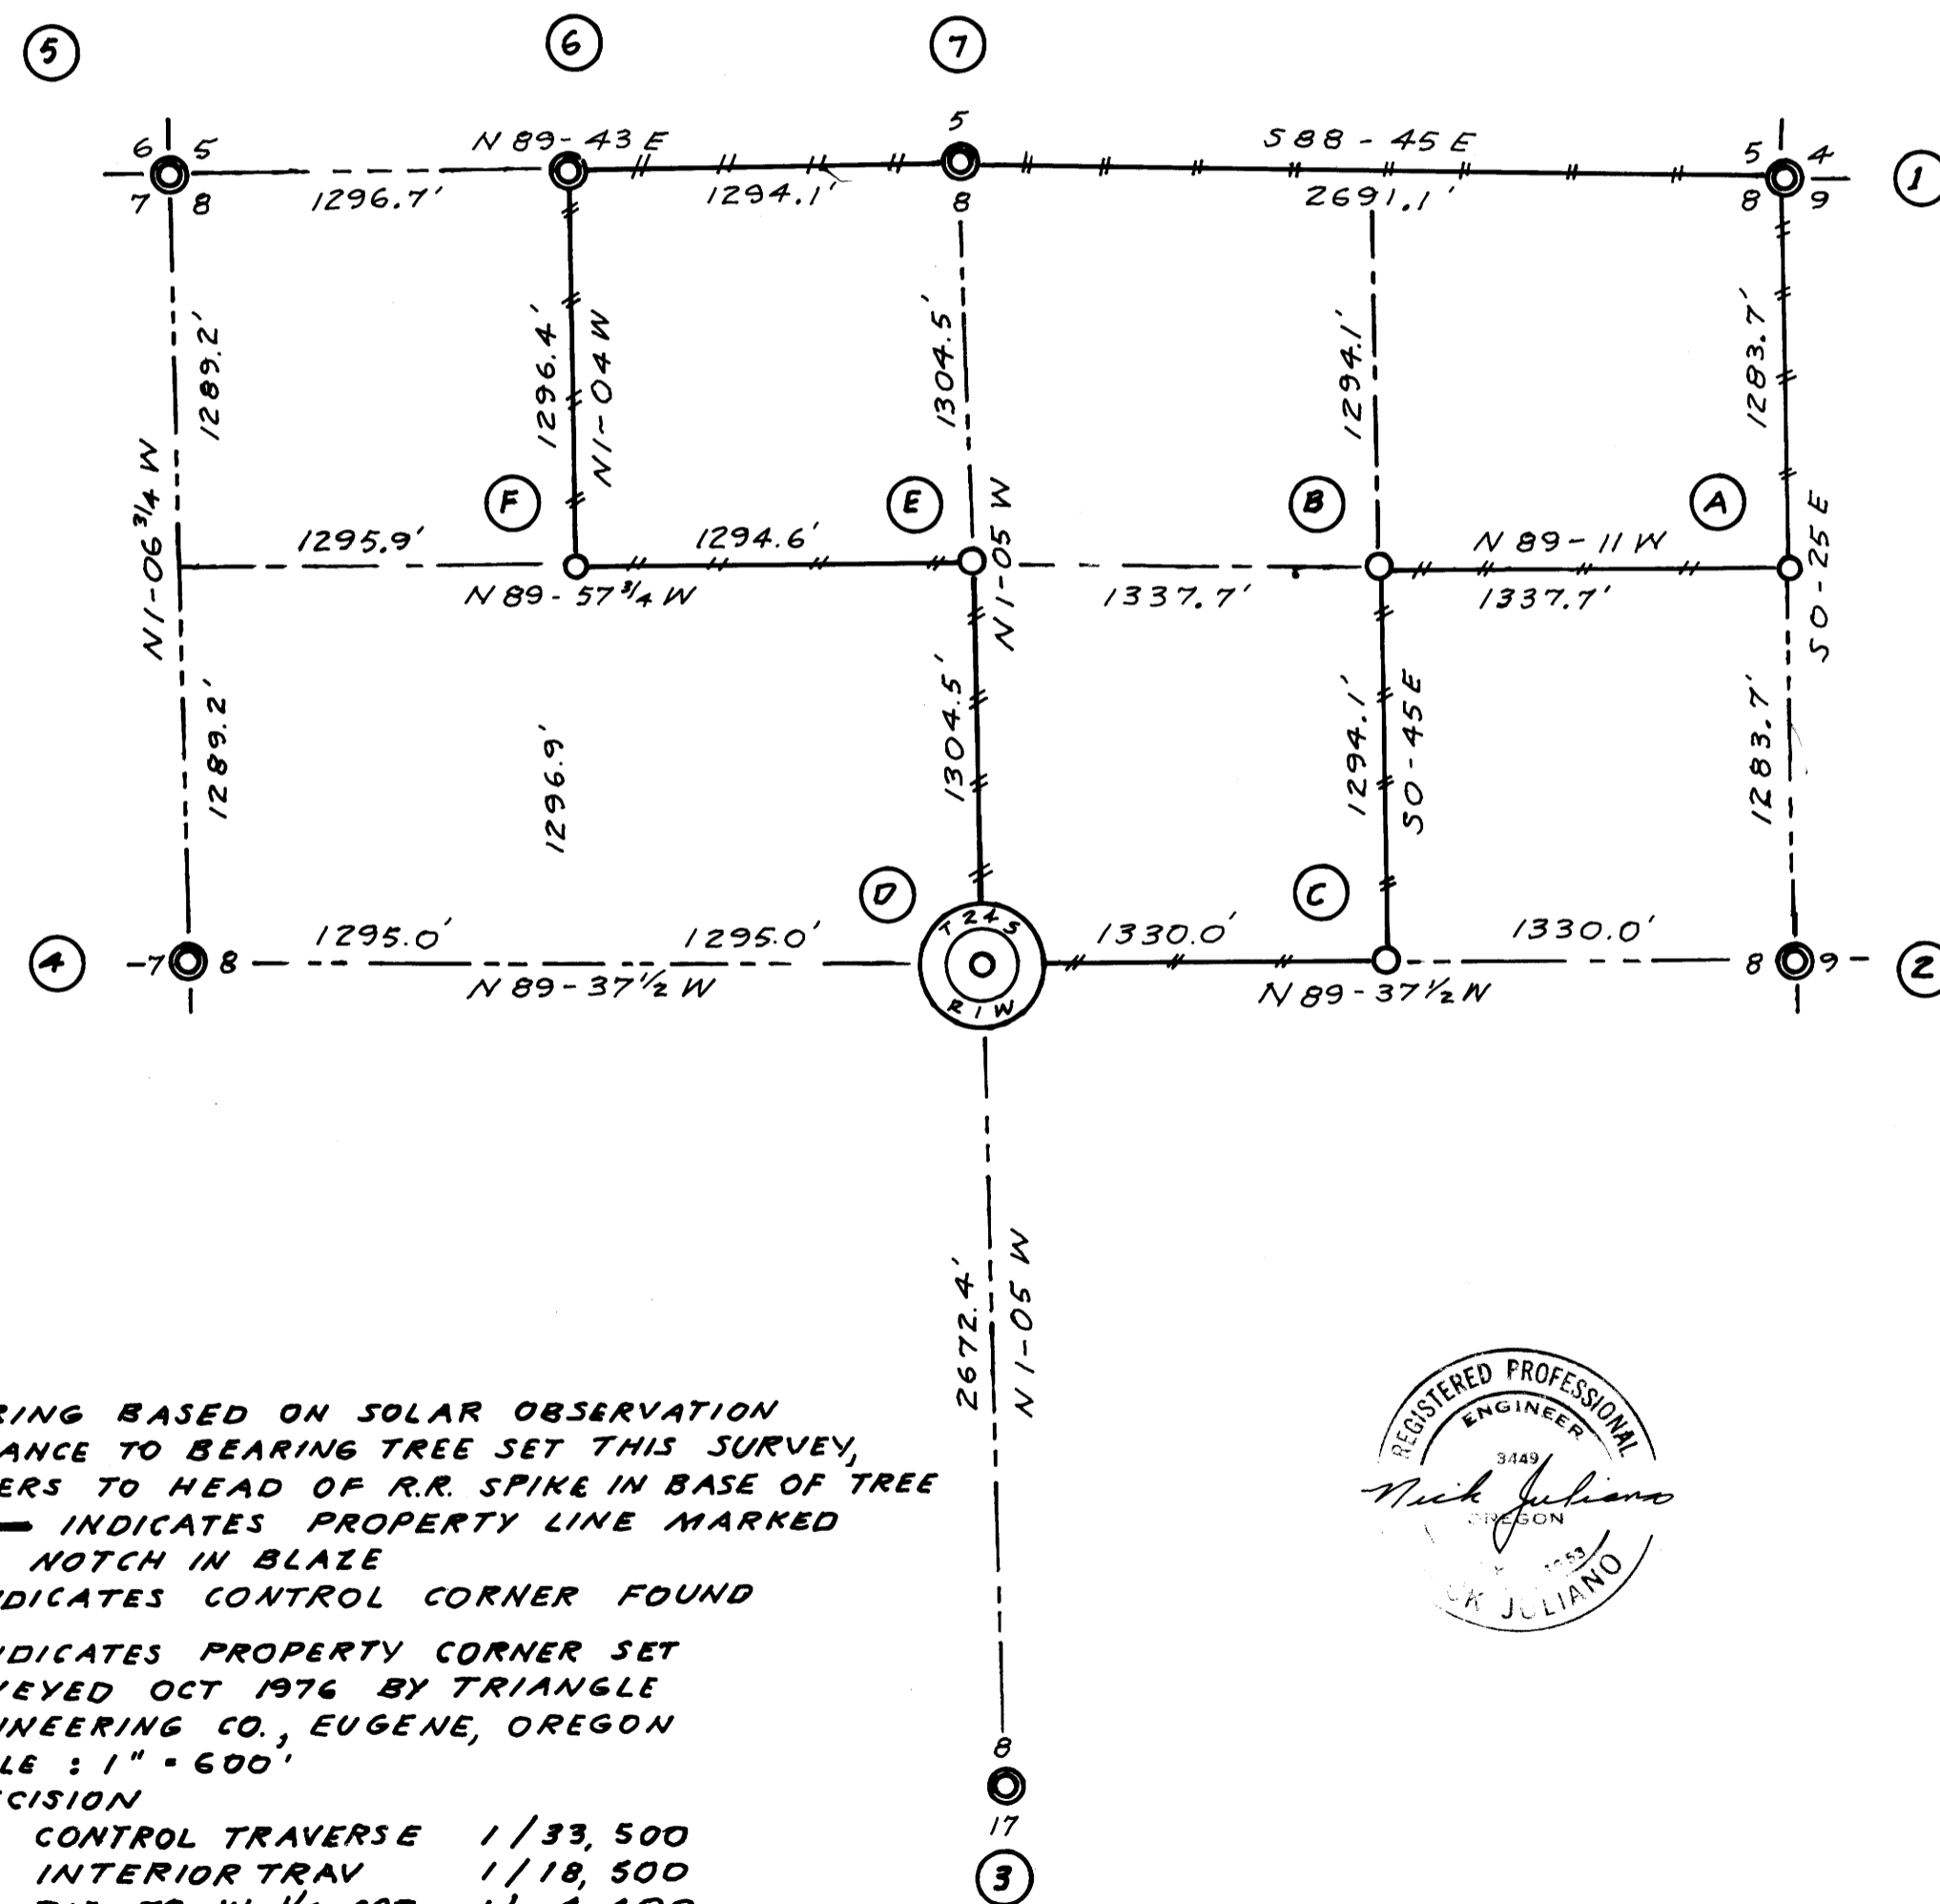 5
6
7
6 5
7 8
N 89-43 E
1296.7'
1294.1'
5
8
S 88-45 E
2691.1'
5 4
8 9
1
1289.2'
1296.4'
N 1-04 W
1304.5'
1294.1'
1283.7'
N 1-06 3/4 W
F
E
B
A
1295.9'
1294.6'
N 89-57 3/4 W
N 1-05 W
1337.7'
N 89-11 W
1337.7'
S 0-25 E
1289.2'
1296.9'
1304.5'
1294.1'
S 0-45 E
1283.7'
D
C
4
7 8
1295.0'
1295.0'
N 89-37 1/2 W
T 24 S
R 1 W
1330.0'
1330.0'
N 89-37 1/2 W
8 9
2
2672.4'
N 1-05 W
RING BASED ON SOLAR OBSERVATION
ANCE TO BEARING TREE SET THIS SURVEY,
ERS TO HEAD OF R.R. SPIKE IN BASE OF TREE
INDICATES PROPERTY LINE MARKED
NOTCH IN BLAZE
DICATES CONTROL CORNER FOUND
DICATES PROPERTY CORNER SET
VEYED OCT 1976 BY TRIANGLE
INEERING CO., EUGENE, OREGON
LE : 1" = 600'
CISION
CONTROL TRAVERSE 1/33,500
INTERIOR TRAV 1/18,500
8
17
3
REGISTERED PROFESSIONAL
ENGINEER
3449
Nick Juliano
OREGON
CK JULIANO